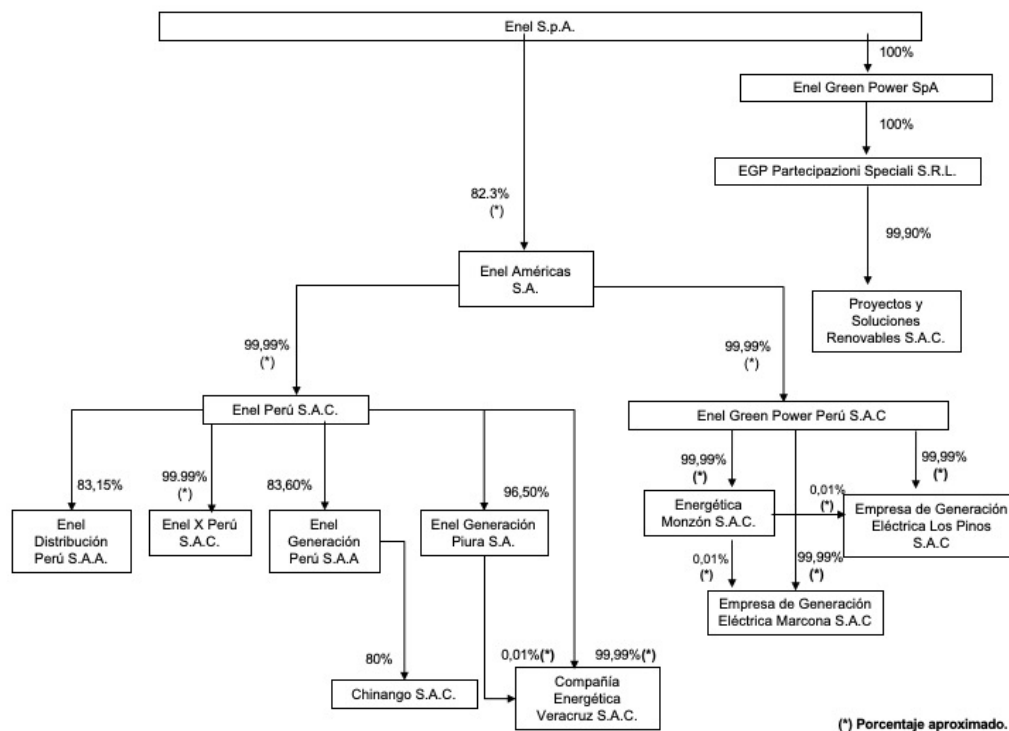 Enel S.p.A.
100%
Enel Green Power SpA
100%
EGP Partecipazioni Speciali S.R.L.
82.3%
(*)
99,90%
Enel Américas
S.A.
Proyectos y
Soluciones
Renovables S.A.C.
99,99%
(*)
99,99%
(*)
Enel Perú S.A.C.
Enel Green Power Perú S.A.C
83,15%
99.99%
(*)
83,60%
96,50%
99,99%
(*)
99,99%
(*)
Enel
Distribución
Perú S.A.A.
Enel X Perú
S.A.C.
Enel
Generación
Perú S.A.A
Enel Generación
Piura S.A.
Energética
Monzón S.A.C.
0,01%
(*)
Empresa de Generación
Eléctrica Los Pinos
S.A.C
0,01%
(*)
99,99%
(*)
Empresa de Generación
Eléctrica Marcona S.A.C
80%
0,01%(*)
99,99%(*)
Chinango S.A.C.
Compañía
Energética
Veracruz S.A.C.
(*) Porcentaje aproximado.